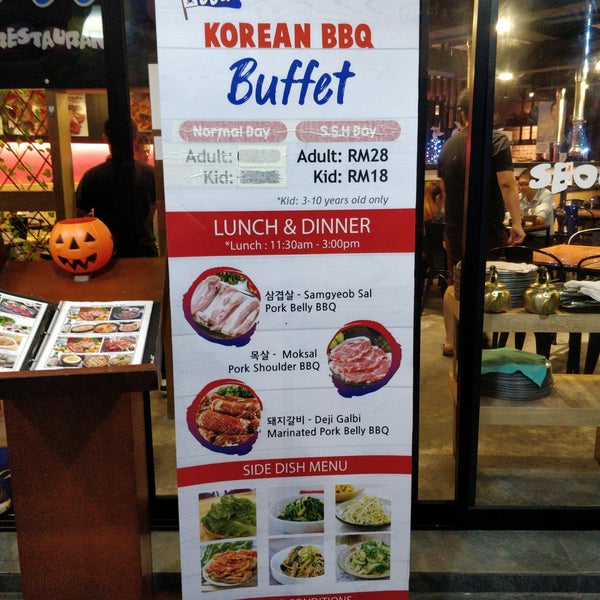 RESTAURAN
KOREAN BBQ
Buffet
Normal Day
S.S.H Day
Adult:
Adult: RM28
Kid:
Kid: RM18
*Kid: 3-10 years old only
LUNCH & DINNER
*Lunch : 11:30am - 3:00pm
삼겹살 - Samgyeob Sal
Pork Belly BBQ
목살 - Moksal
Pork Shoulder BBQ
돼지갈비 - Deji Galbi
Marinated Pork Belly BBQ
SIDE DISH MENU
CONDITIONS
SEO